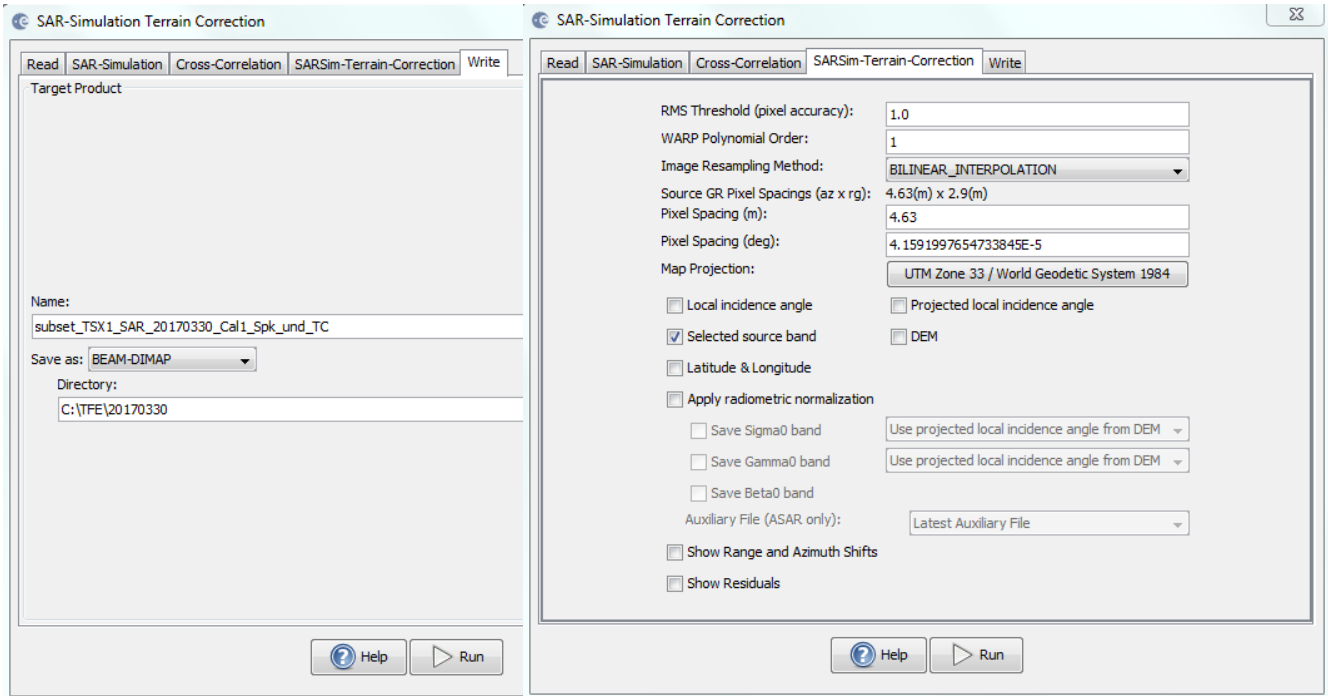 SAR-Simulation Terrain Correction
Read SAR-Simulation Cross-Correlation SARSim-Terrain-Correction Write
Target Product
Name:
subset_TSX1_SAR_20170330_Cal1_Spk_und_TC
Save as: BEAM-DIMAP
Directory:
C:\TFE\20170330
Help Run
SAR-Simulation Terrain Correction
Read SAR-Simulation Cross-Correlation SARSim-Terrain-Correction Write
RMS Threshold (pixel accuracy): 1.0
WARP Polynomial Order: 1
Image Resampling Method: BILINEAR_INTERPOLATION
Source GR Pixel Spacings (az x rg): 4.63(m) x 2.9(m)
Pixel Spacing (m): 4.63
Pixel Spacing (deg): 4.1591997654733845E-5
Map Projection: UTM Zone 33 / World Geodetic System 1984
Local incidence angle Projected local incidence angle
Selected source band DEM
Latitude & Longitude
Apply radiometric normalization
Save Sigma0 band Use projected local incidence angle from DEM
Save Gamma0 band Use projected local incidence angle from DEM
Save Beta0 band
Auxiliary File (ASAR only): Latest Auxiliary File
Show Range and Azimuth Shifts
Show Residuals
Help Run